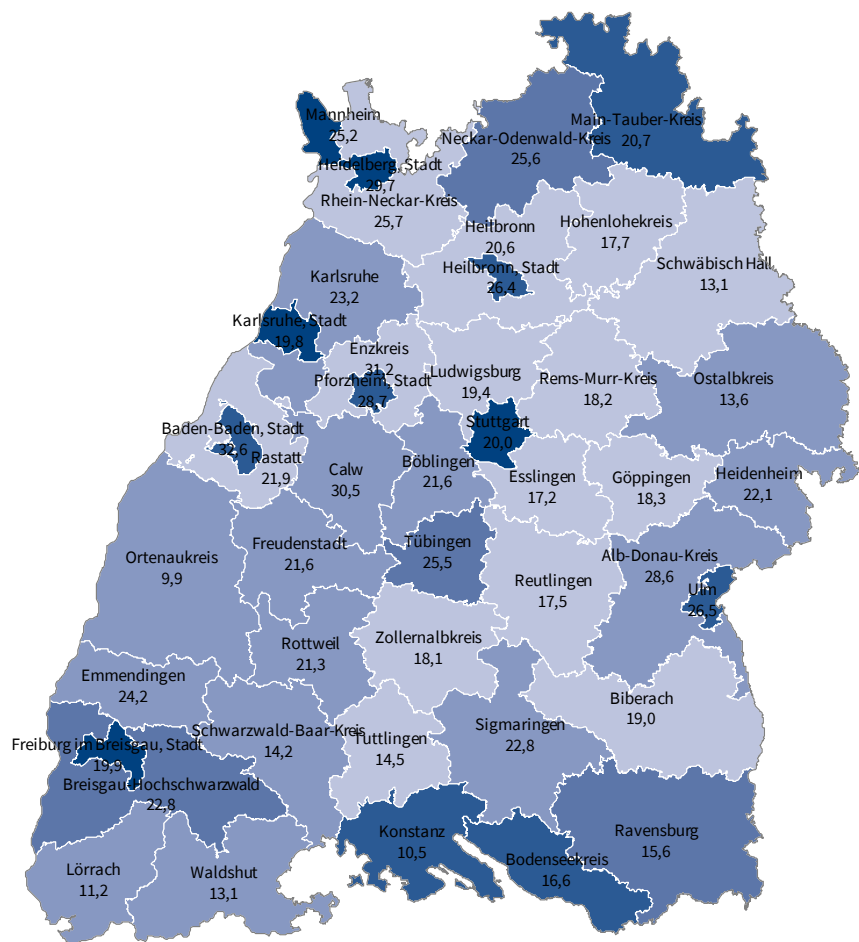 Mannheim
25,2
Main-Tauber-Kreis
20,7
Neckar-Odenwald-Kreis
25,6
Heidelberg, Stadt
29,7
Rhein-Neckar-Kreis
25,7
Heilbronn
20,6
Hohenlohekreis
17,7
Heilbronn, Stadt
26,4
Schwäbisch Hall
13,1
Karlsruhe
23,2
Karlsruhe, Stadt
19,8
Enzkreis
31,2
Pforzheim, Stadt
28,7
Ludwigsburg
19,4
Rems-Murr-Kreis
18,2
Ostalbkreis
13,6
Baden-Baden, Stadt
32,6
Rastatt
21,9
Stuttgart
20,0
Calw
30,5
Böblingen
21,6
Esslingen
17,2
Göppingen
18,3
Heidenheim
22,1
Ortenaukreis
9,9
Freudenstadt
21,6
Tübingen
25,5
Reutlingen
17,5
Alb-Donau-Kreis
28,6
Ulm
26,5
Rottweil
21,3
Zollernalbkreis
18,1
Emmendingen
24,2
Biberach
19,0
Schwarzwald-Baar-Kreis
14,2
Tuttlingen
14,5
Sigmaringen
22,8
Freiburg im Breisgau, Stadt
19,9
Breisgau-Hochschwarzwald
22,8
Konstanz
10,5
Bodenseekreis
16,6
Ravensburg
15,6
Lörrach
11,2
Waldshut
13,1